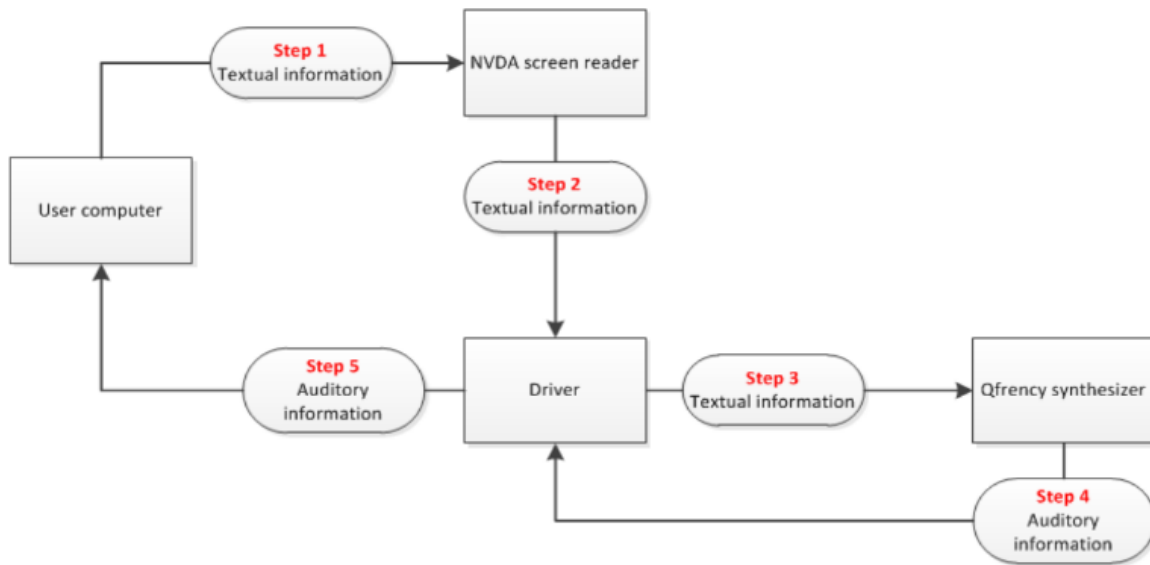 Step 1
Textual information
NVDA screen reader
Step 2
Textual information
User computer
Step 5
Auditory
information
Driver
Step 3
Textual information
Qfrency synthesizer
Step 4
Auditory
information